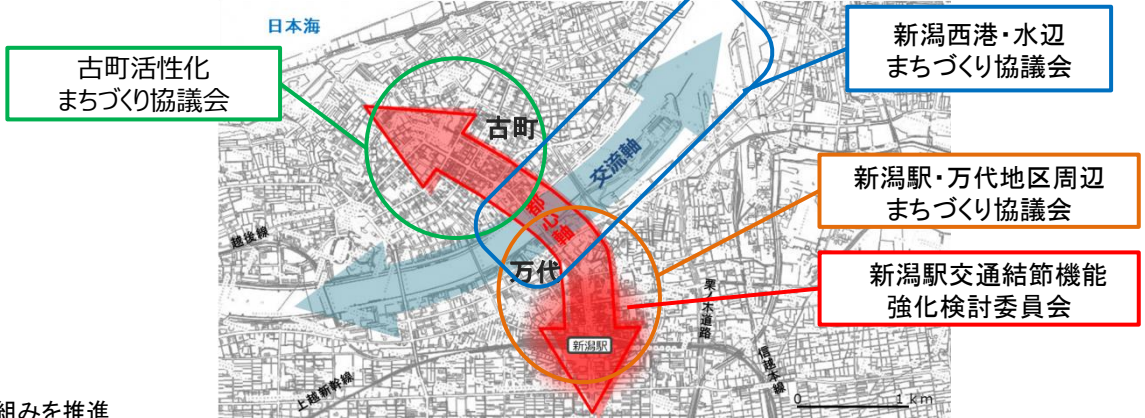 日本海
古町活性化
まちづくり協議会
新潟西港・水辺
まちづくり協議会
古町
交流軸
都心軸
新潟駅・万代地区周辺
まちづくり協議会
越後線
万代
栗ノ木道路
新潟駅交通結節機能
強化検討委員会
新潟駅
信越本線
上越新幹線
0 1km
組みを推進